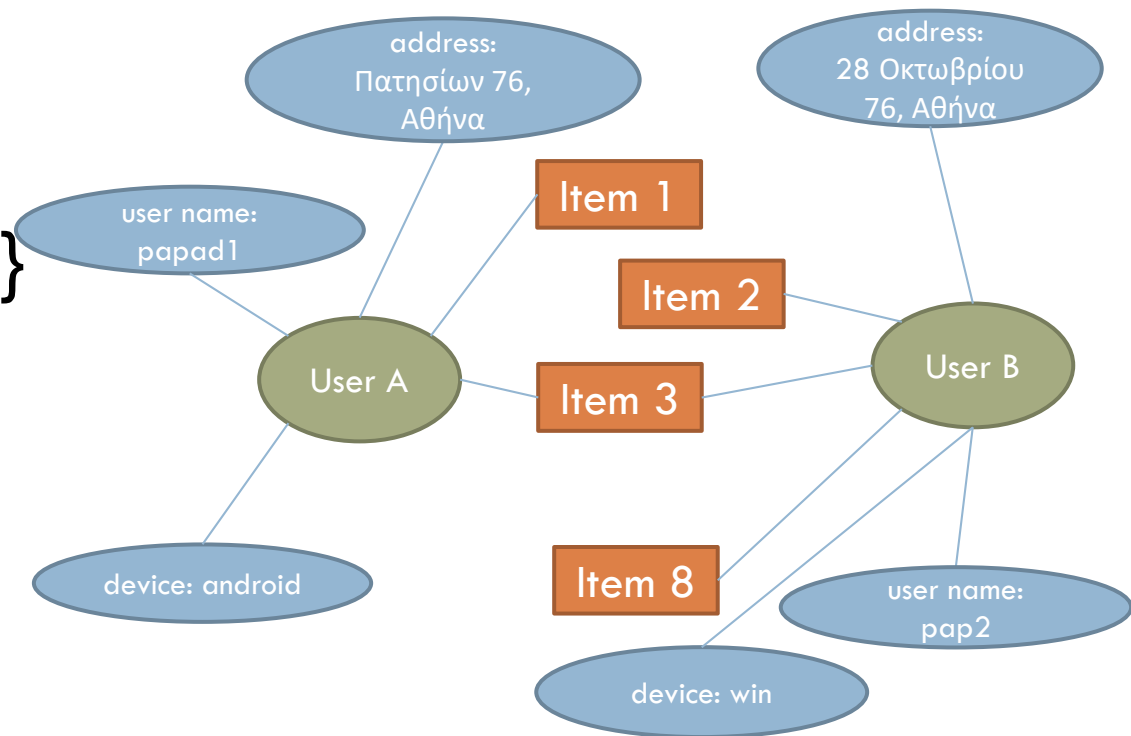 address:
Πατησίων 76,
Αθήνα
address:
28 Οκτωβρίου
76, Αθήνα
user name:
papad1
}
Item 1
Item 2
User A
Item 3
User B
device: android
Item 8
user name:
pap2
device: win